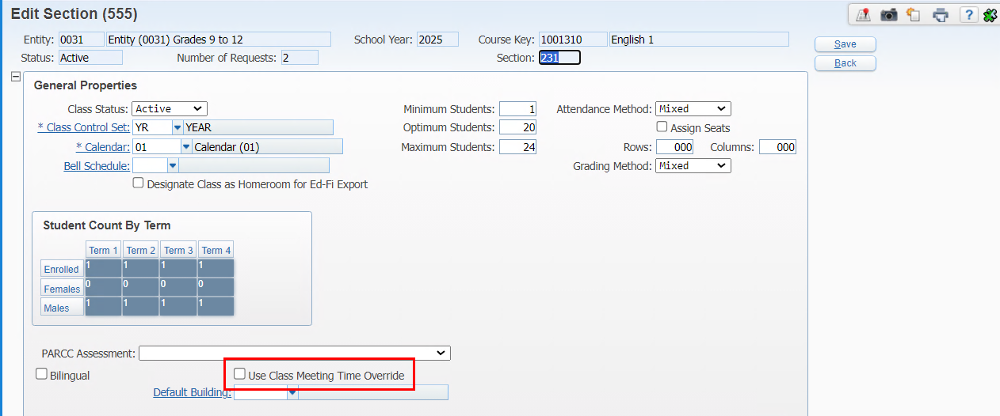 Edit Section (555)
?
Entity: 0031 Entity (0031) Grades 9 to 12 School Year: 2025 Course Key: 1001310 English 1
Status: Active Number of Requests: 2 Section: 231
Save
Back
General Properties
Class Status: Active Minimum Students: 1 Attendance Method: Mixed
* Class Control Set: YR YEAR Optimum Students: 20 Assign Seats
* Calendar: 01 Calendar (01) Maximum Students: 24 Rows: 000 Columns: 000
Bell Schedule: Grading Method: Mixed
Designate Class as Homeroom for Ed-Fi Export
Student Count By Term
Term 1 Term 2 Term 3 Term 4
Enrolled 1 1 1 1
Females 0 0 0 0
Males 1 1 1 1
PARCC Assessment:
Bilingual Use Class Meeting Time Override
Default Building: